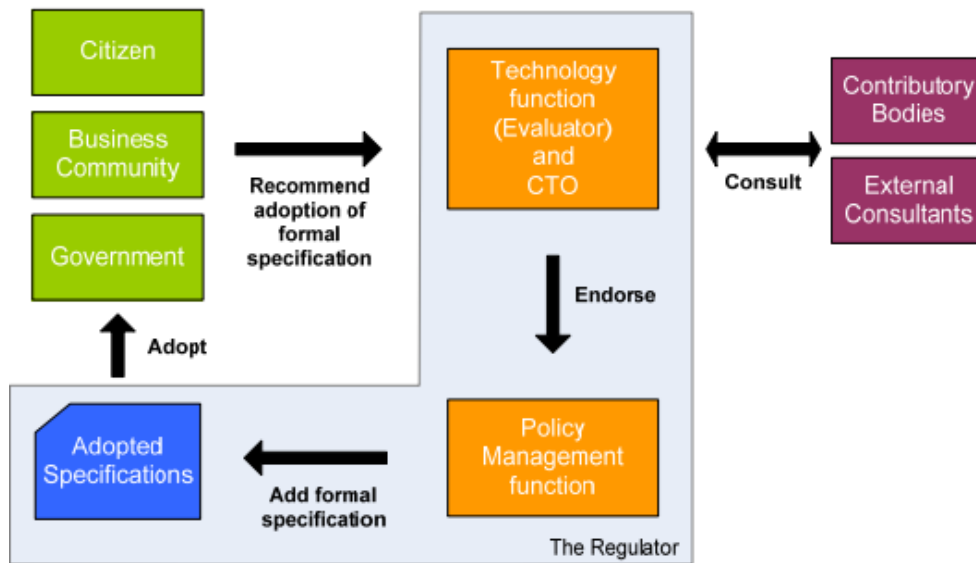 Citizen
Business
Community
Government
Recommend
adoption of
formal
specification
Technology
function
(Evaluator)
and
CTO
Consult
Contributory
Bodies
External
Consultants
Endorse
Adopt
Adopted
Specifications
Add formal
specification
Policy
Management
function
The Regulator